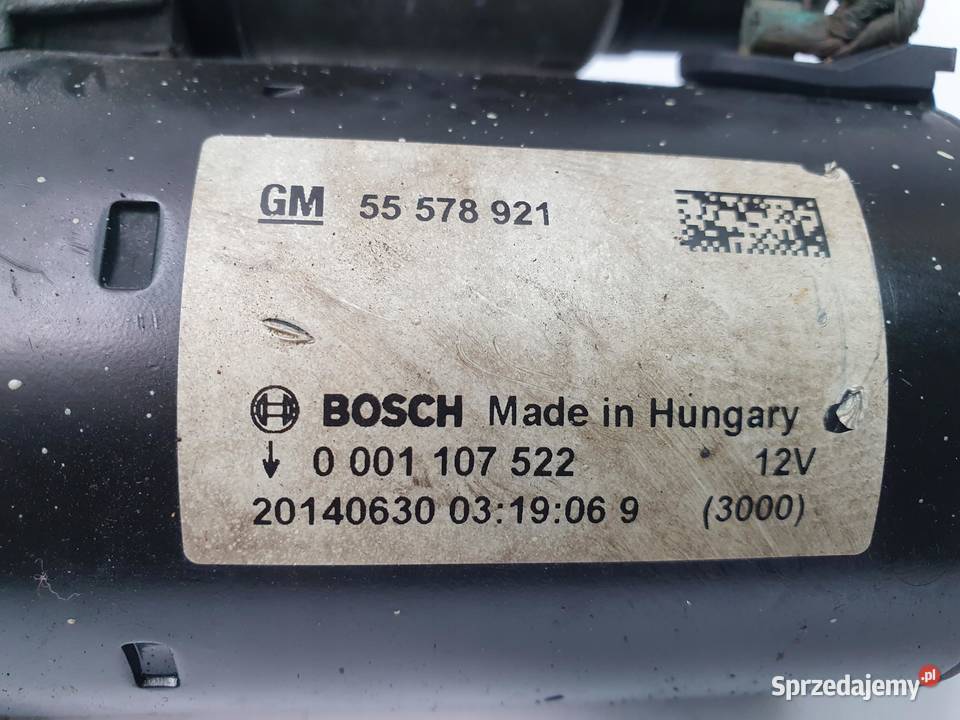 GM 55 578 921
BOSCH Made in Hungary
↓ 0 001 107 522 12V
20140630 03:19:06 9 (3000)
Sprzedajemy.pl